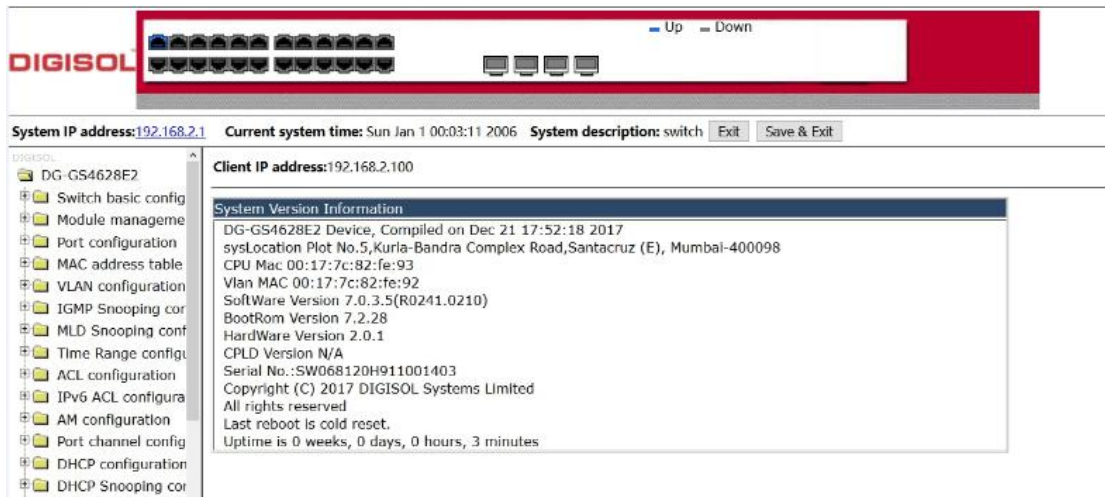 Up Down
DIGISOL
System IP address:192.168.2.1 Current system time: Sun Jan 1 00:03:11 2006 System description: switch Exit Save & Exit
DIGISOL
DG-GS4628E2
Switch basic config
Module manageme
Port configuration
MAC address table
VLAN configuration
IGMP Snooping cor
MLD Snooping conf
Time Range configu
ACL configuration
IPv6 ACL configura
AM configuration
Port channel config
DHCP configuration
DHCP Snooping cor
Client IP address:192.168.2.100
System Version Information
DG-GS4628E2 Device, Compiled on Dec 21 17:52:18 2017
sysLocation Plot No.5,Kurla-Bandra Complex Road,Santacruz (E), Mumbai-400098
CPU Mac 00:17:7c:82:fe:93
Vlan MAC 00:17:7c:82:fe:92
SoftWare Version 7.0.3.5(R0241.0210)
BootRom Version 7.2.28
HardWare Version 2.0.1
CPLD Version N/A
Serial No.:SW068120H911001403
Copyright (C) 2017 DIGISOL Systems Limited
All rights reserved
Last reboot is cold reset.
Uptime is 0 weeks, 0 days, 0 hours, 3 minutes